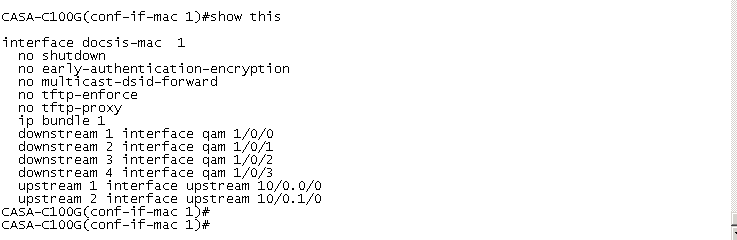 CASA-C100G(conf-if-mac 1)#show this
interface docsis-mac  1
  no shutdown
  no early-authentication-encryption
  no multicast-dsid-forward
  no tftp-enforce
  no tftp-proxy
  ip bundle 1
  downstream 1 interface qam 1/0/0
  downstream 2 interface qam 1/0/1
  downstream 3 interface qam 1/0/2
  downstream 4 interface qam 1/0/3
  upstream 1 interface upstream 10/0.0/0
  upstream 2 interface upstream 10/0.1/0
CASA-C100G(conf-if-mac 1)#
CASA-C100G(conf-if-mac 1)#